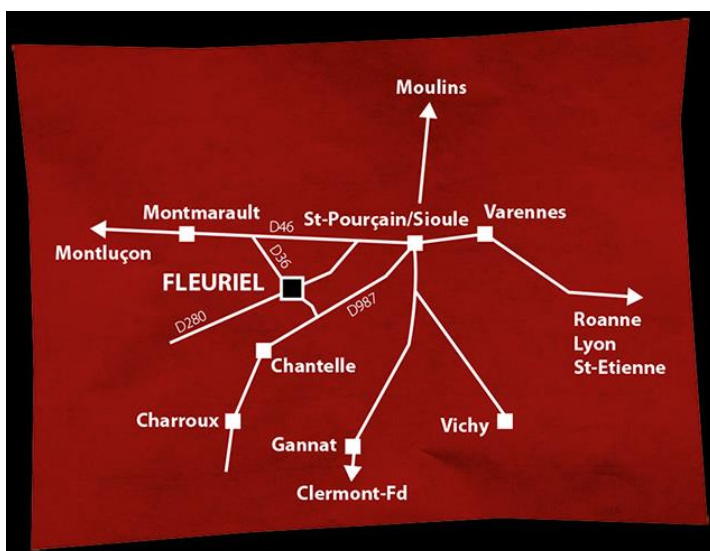 Moulins
Montmarault
D46
St-Pourçain/Sioule
Varennes
Montluçon
D36
FLEURIEL
D280
D987
Roanne
Lyon
St-Etienne
Chantelle
Charroux
Gannat
Vichy
Clermont-Fd